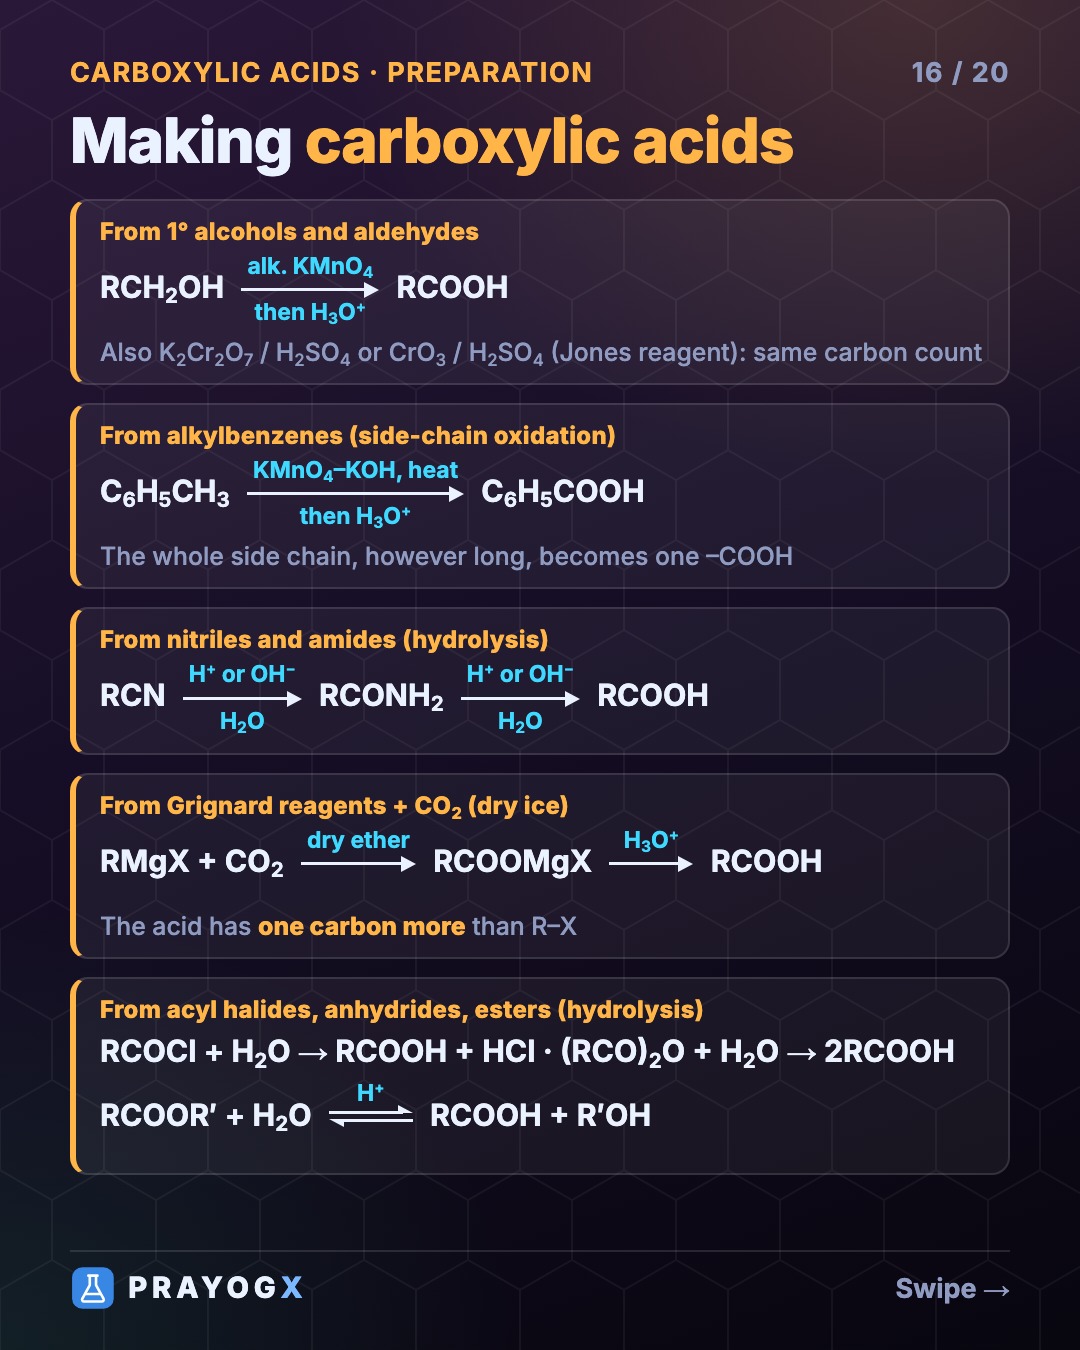 CARBOXYLIC ACIDS · PREPARATION
16 / 20
Making carboxylic acids
From 1° alcohols and aldehydes
alk. KMnO₄
RCH₂OH → RCOOH
then H₃O⁺
Also K₂Cr₂O₇ / H₂SO₄ or CrO₃ / H₂SO₄ (Jones reagent): same carbon count
From alkylbenzenes (side-chain oxidation)
KMnO₄–KOH, heat
C₆H₅CH₃ → C₆H₅COOH
then H₃O⁺
The whole side chain, however long, becomes one –COOH
From nitriles and amides (hydrolysis)
H⁺ or OH⁻ H⁺ or OH⁻
RCN → RCONH₂ → RCOOH
H₂O H₂O
From Grignard reagents + CO₂ (dry ice)
dry ether H₃O⁺
RMgX + CO₂ → RCOOMgX → RCOOH
The acid has one carbon more than R–X
From acyl halides, anhydrides, esters (hydrolysis)
RCOCl + H₂O → RCOOH + HCl · (RCO)₂O + H₂O → 2RCOOH
H⁺
RCOOR′ + H₂O ⇌ RCOOH + R′OH
PRAYOGX
Swipe →